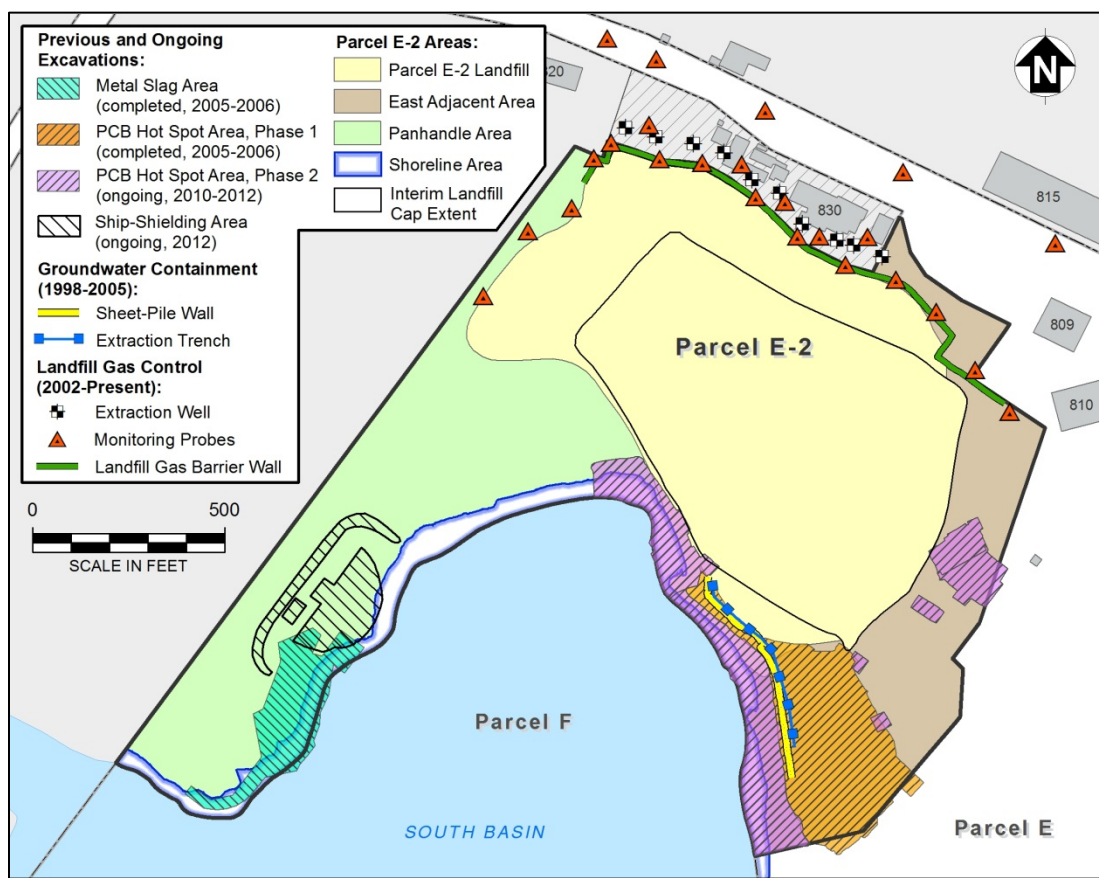 Previous and Ongoing
Excavations:
Metal Slag Area
(completed, 2005-2006)
PCB Hot Spot Area, Phase 1
(completed, 2005-2006)
PCB Hot Spot Area, Phase 2
(ongoing, 2010-2012)
Ship-Shielding Area
(ongoing, 2012)
Groundwater Containment
(1998-2005):
Sheet-Pile Wall
Extraction Trench
Landfill Gas Control
(2002-Present):
Extraction Well
Monitoring Probes
Landfill Gas Barrier Wall
Parcel E-2 Areas:
Parcel E-2 Landfill
East Adjacent Area
Panhandle Area
Shoreline Area
Interim Landfill
Cap Extent
0 500
SCALE IN FEET
N
830
815
809
810
Parcel E-2
Parcel F
SOUTH BASIN
Parcel E